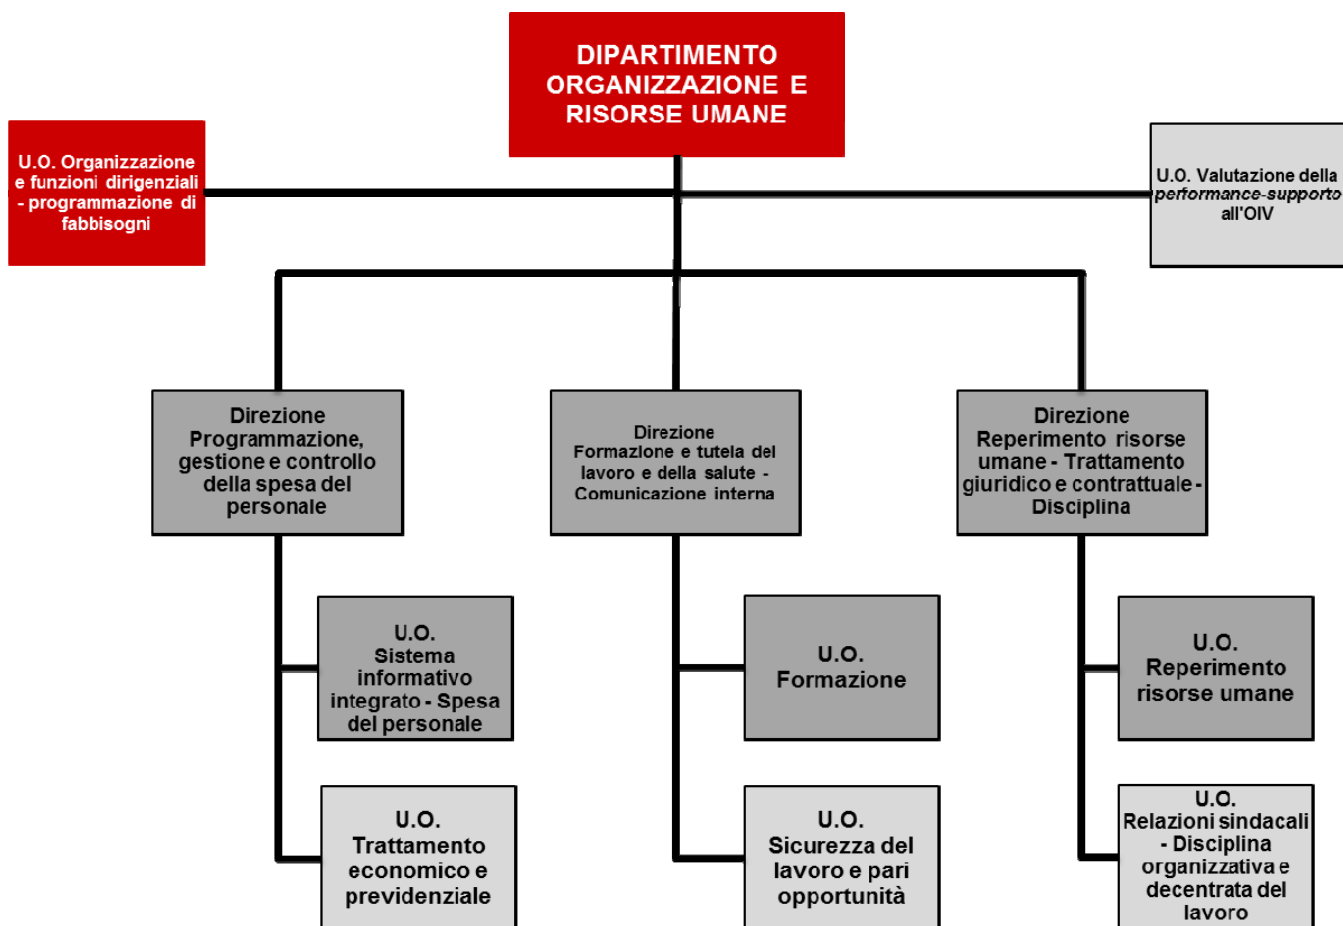 DIPARTIMENTO
ORGANIZZAZIONE E
RISORSE UMANE
U.O. Organizzazione
e funzioni dirigenziali
- programmazione di
fabbisogni
U.O. Valutazione della
performance-supporto
all'OIV
Direzione
Programmazione,
gestione e controllo
della spesa del
personale
Direzione
Formazione e tutela del
lavoro e della salute -
Comunicazione interna
Direzione
Reperimento risorse
umane - Trattamento
giuridico e contrattuale -
Disciplina
U.O.
Sistema
informativo
integrato - Spesa
del personale
U.O.
Formazione
U.O.
Reperimento
risorse umane
U.O.
Trattamento
economico e
previdenziale
U.O.
Sicurezza del
lavoro e pari
opportunità
U.O.
Relazioni sindacali
- Disciplina
organizzativa e
decentrata del
lavoro